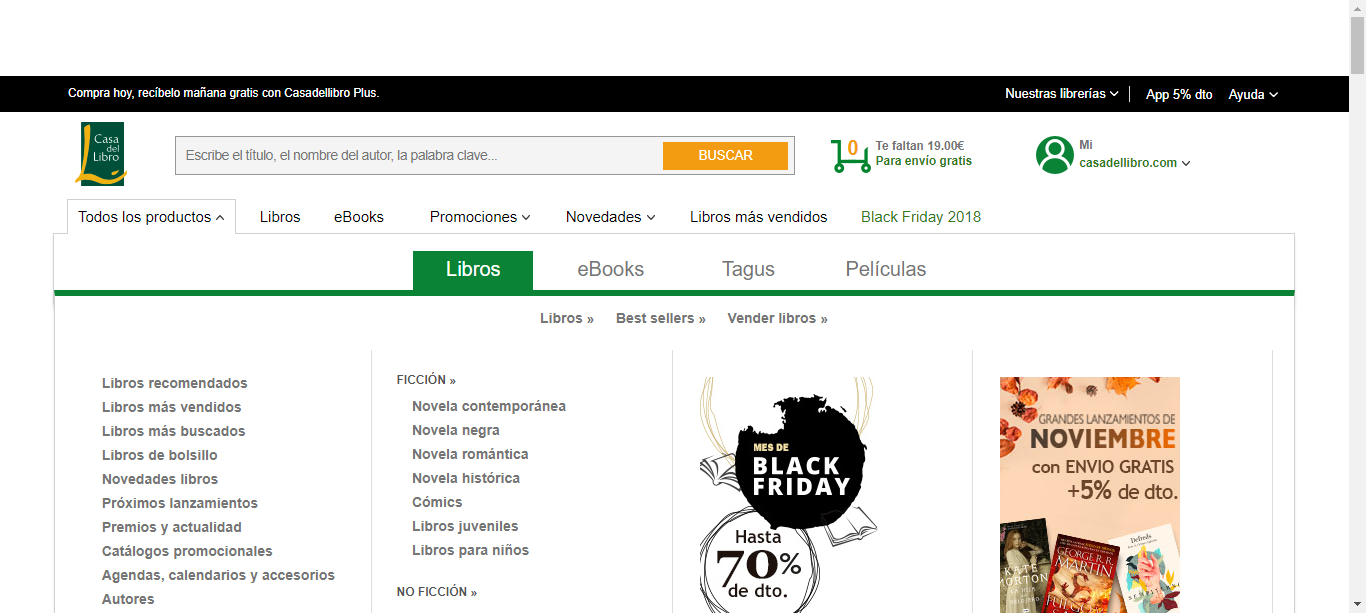 Compra hoy, recíbelo mañana gratis con Casadellibro Plus.
Nuestras librerías
App 5% dto
Ayuda
Casa
del
Libro
Escribe el título, el nombre del autor, la palabra clave...
BUSCAR
0
Te faltan 19.00€
Para envío gratis
Mi
casadellibro.com
Todos los productos
Libros
eBooks
Promociones
Novedades
Libros más vendidos
Black Friday 2018
Libros
eBooks
Tagus
Películas
Libros »
Best sellers »
Vender libros »
Libros recomendados
Libros más vendidos
Libros más buscados
Libros de bolsillo
Novedades libros
Próximos lanzamientos
Premios y actualidad
Catálogos promocionales
Agendas, calendarios y accesorios
Autores
FICCIÓN »
Novela contemporánea
Novela negra
Novela romántica
Novela histórica
Cómics
Libros juveniles
Libros para niños
NO FICCIÓN »
MES DE
BLACK
FRIDAY
Hasta
70%
de dto.
GRANDES LANZAMIENTOS DE
NOVIEMBRE
con ENVIO GRATIS
+5% de dto.
KATE
MORTON
GEORGE R. R.
MARTIN
Defreds